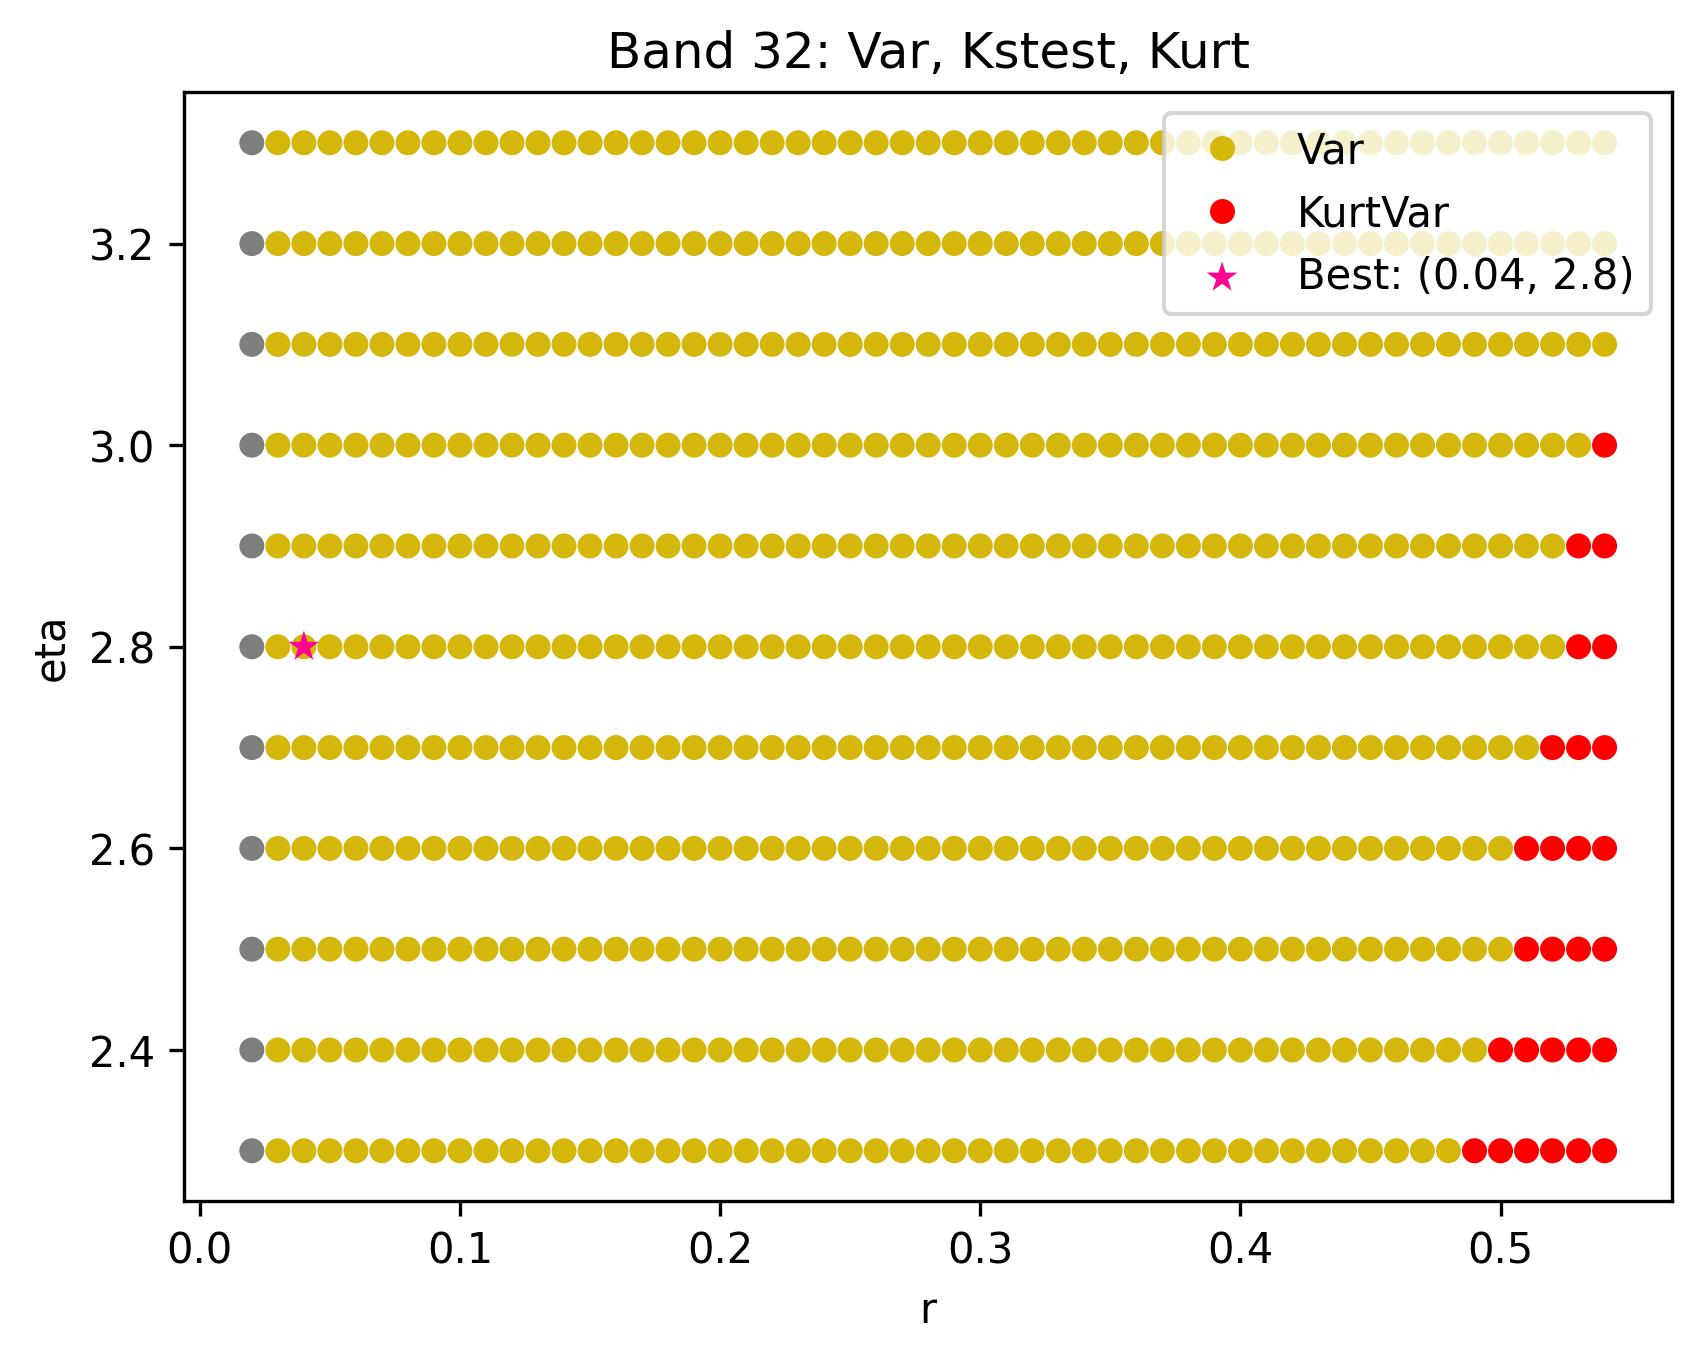 Band 32: Var, Kstest, Kurt
Var
KurtVar
Best: (0.04, 2.8)
3.2
3.0
2.8
2.6
2.4
eta
0.0 0.1 0.2 0.3 0.4 0.5
r